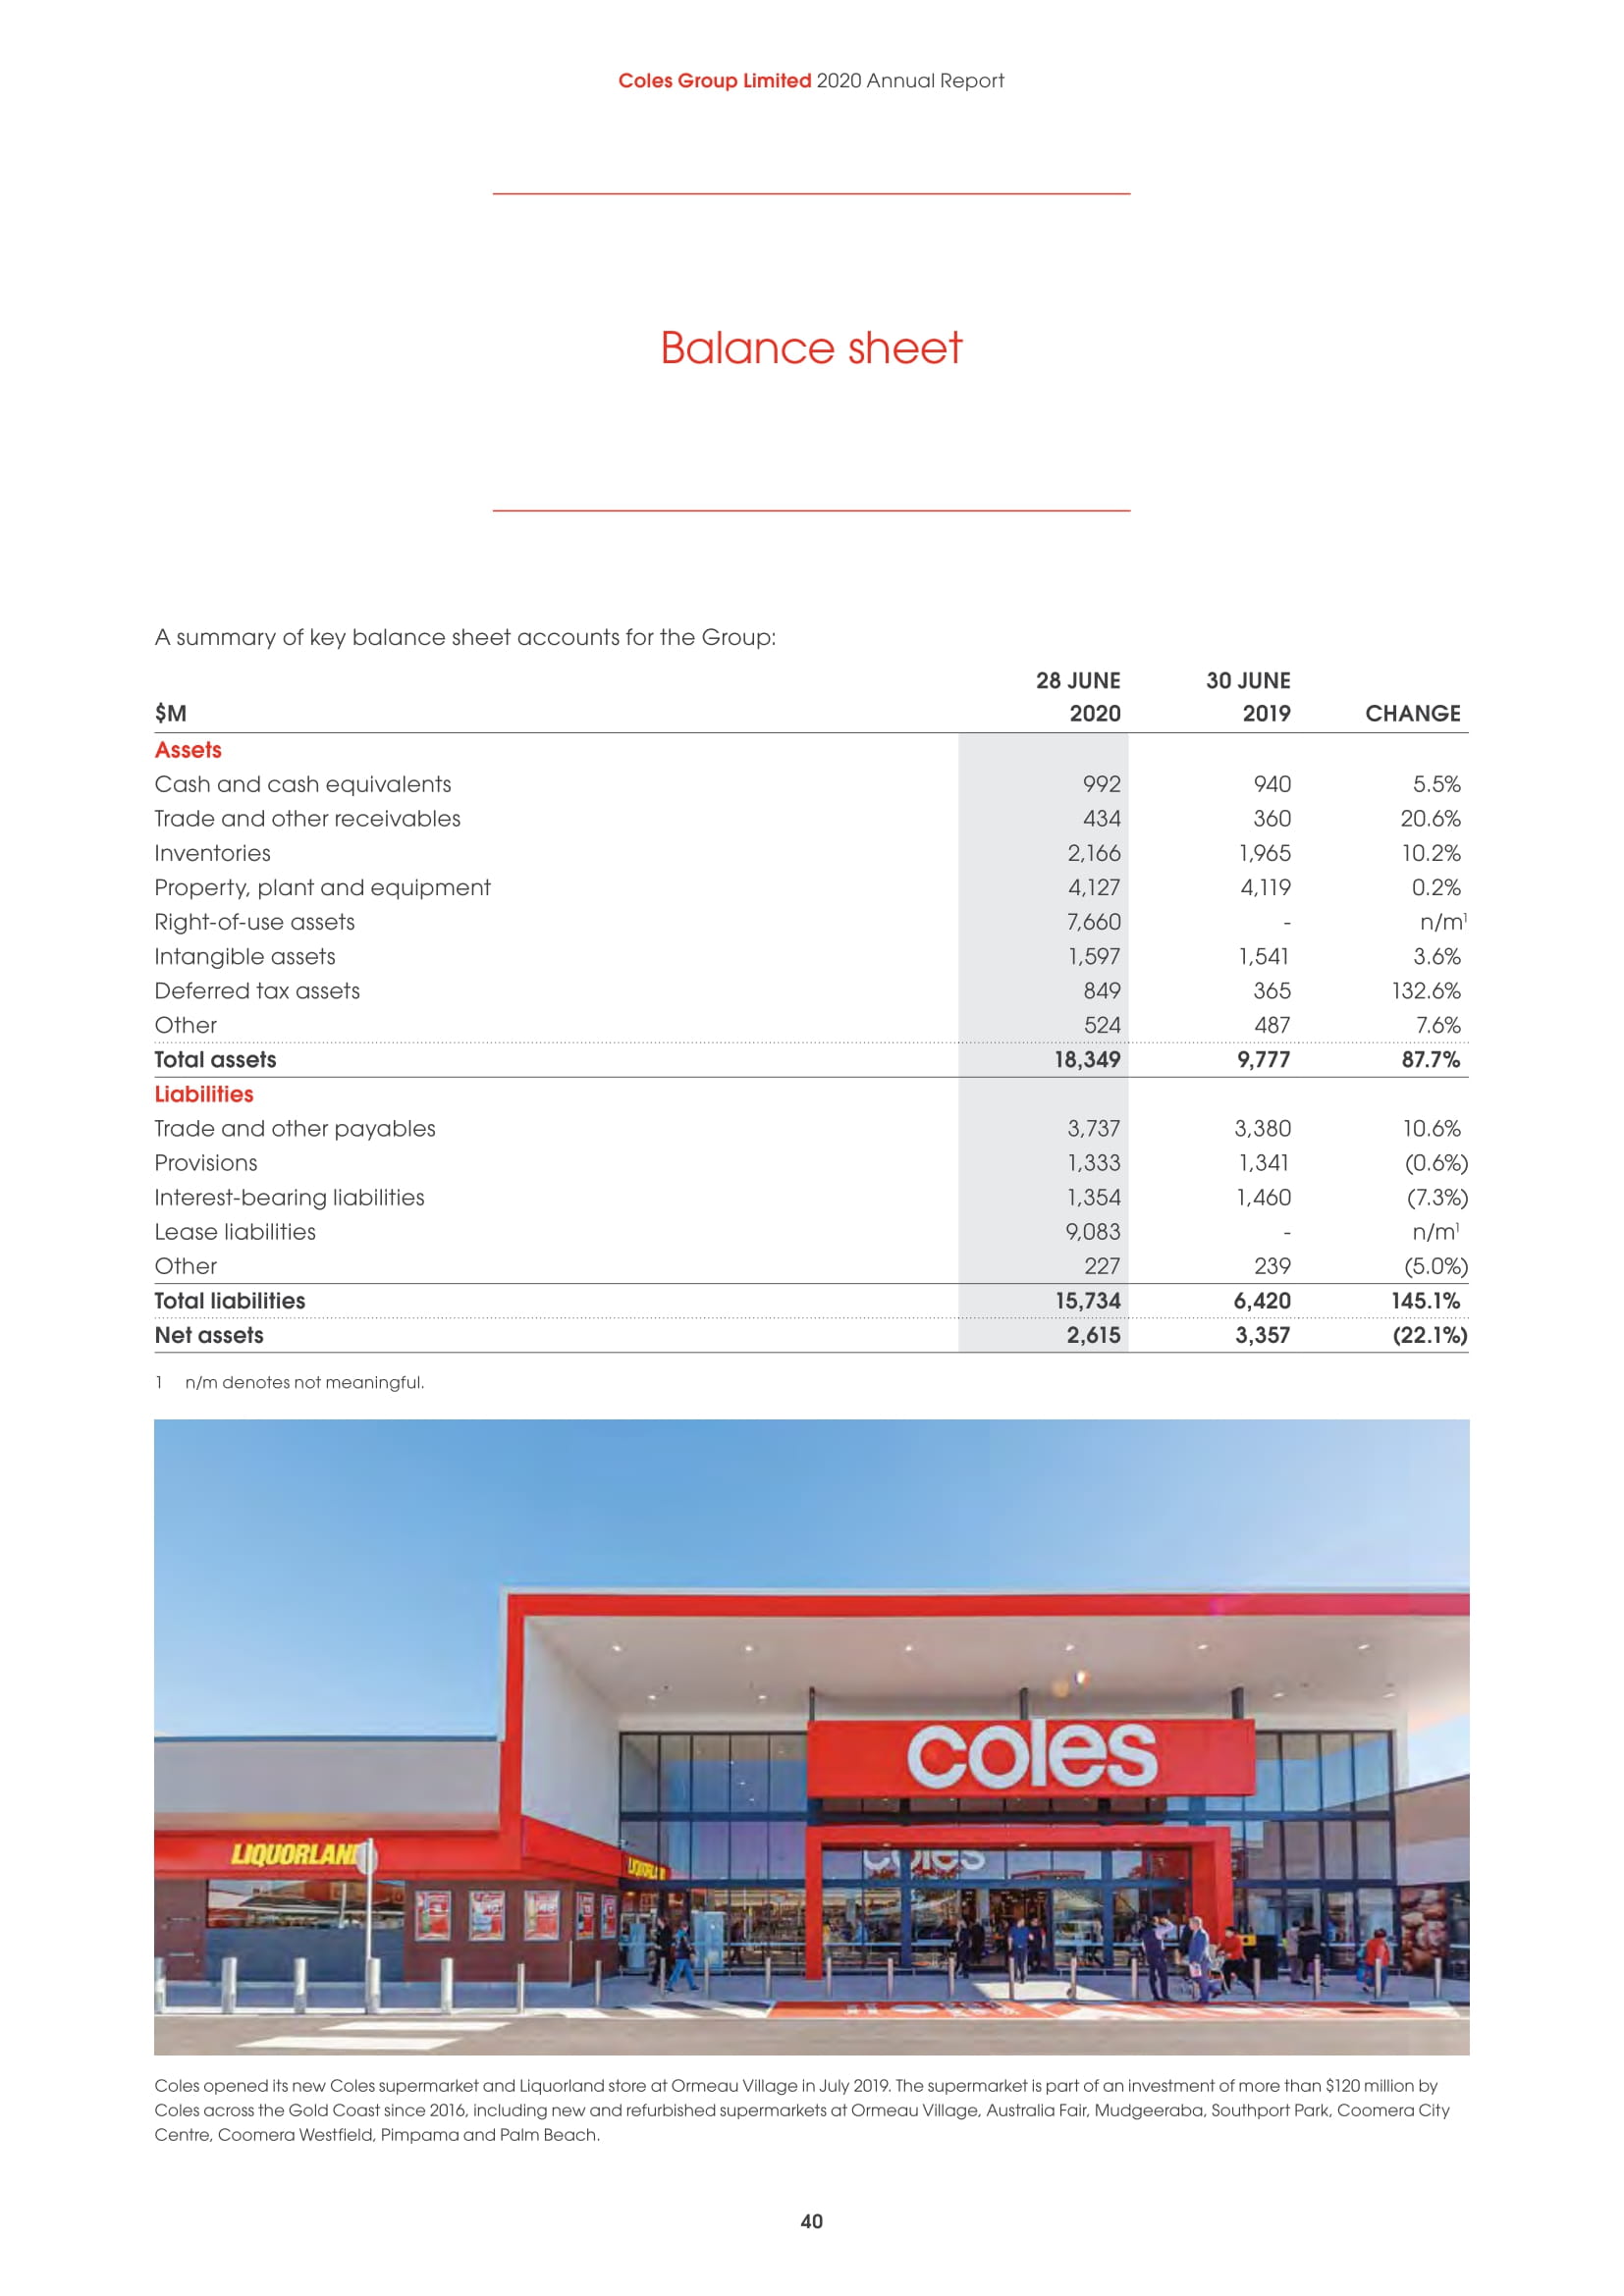 Coles Group Limited 2020 Annual Report
Balance sheet
A summary of key balance sheet accounts for the Group:
28 JUNE 30 JUNE
$M 2020 2019 CHANGE
Assets
Cash and cash equivalents 992 940 5.5%
Trade and other receivables 434 360 20.6%
Inventories 2,166 1,965 10.2%
Property, plant and equipment 4,127 4,119 0.2%
Right-of-use assets 7,660 - n/m¹
Intangible assets 1,597 1,541 3.6%
Deferred tax assets 849 365 132.6%
Other 524 487 7.6%
Total assets 18,349 9,777 87.7%
Liabilities
Trade and other payables 3,737 3,380 10.6%
Provisions 1,333 1,341 (0.6%)
Interest-bearing liabilities 1,354 1,460 (7.3%)
Lease liabilities 9,083 - n/m¹
Other 227 239 (5.0%)
Total liabilities 15,734 6,420 145.1%
Net assets 2,615 3,357 (22.1%)
1 n/m denotes not meaningful.
coles
LIQUORLAND
coles
Coles opened its new Coles supermarket and Liquorland store at Ormeau Village in July 2019. The supermarket is part of an investment of more than $120 million by
Coles across the Gold Coast since 2016, including new and refurbished supermarkets at Ormeau Village, Australia Fair, Mudgeeraba, Southport Park, Coomera City
Centre, Coomera Westfield, Pimpama and Palm Beach.
40